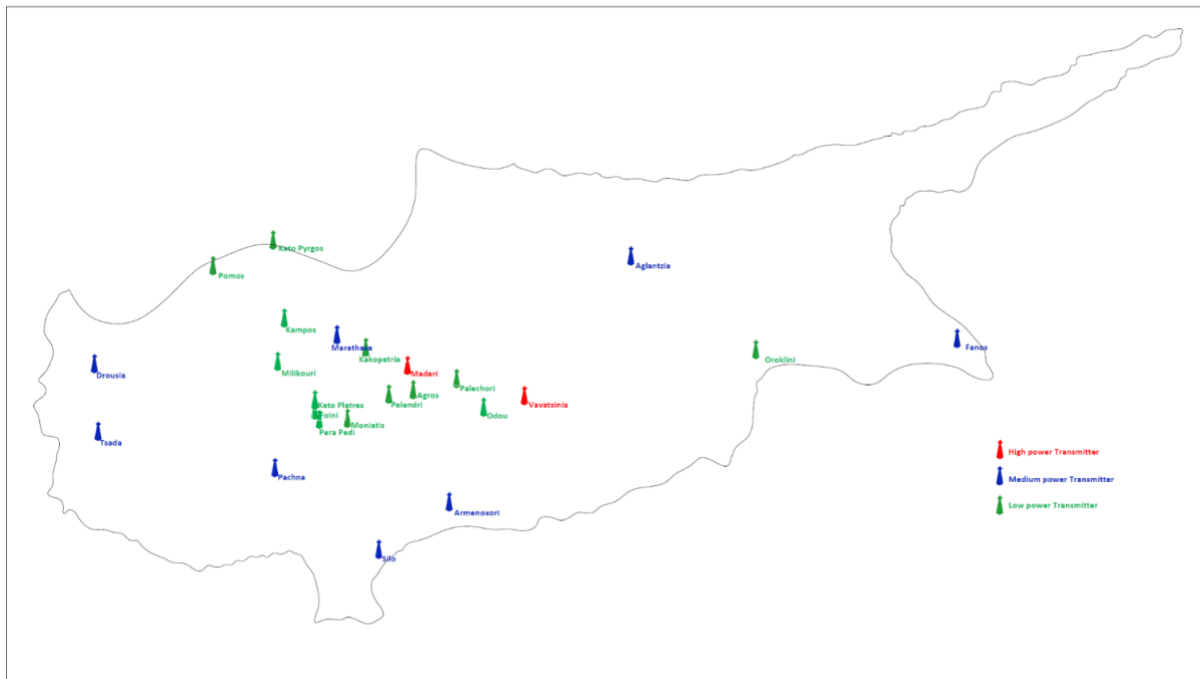 Kato Pyrgos
Pomos
Aglantzia
Kampos
Marathasa
Fanos
Kakopetria
Oroklini
Milikouri
Madari
Drousia
Palechori
Agros
Pelendri
Vavatsinia
Kato Platres
Foini
Odou
Moniatis
Pera Pedi
Tsada
High power Transmitter
Pachna
Medium power Transmitter
Low power Transmitter
Armenoxori
Silo